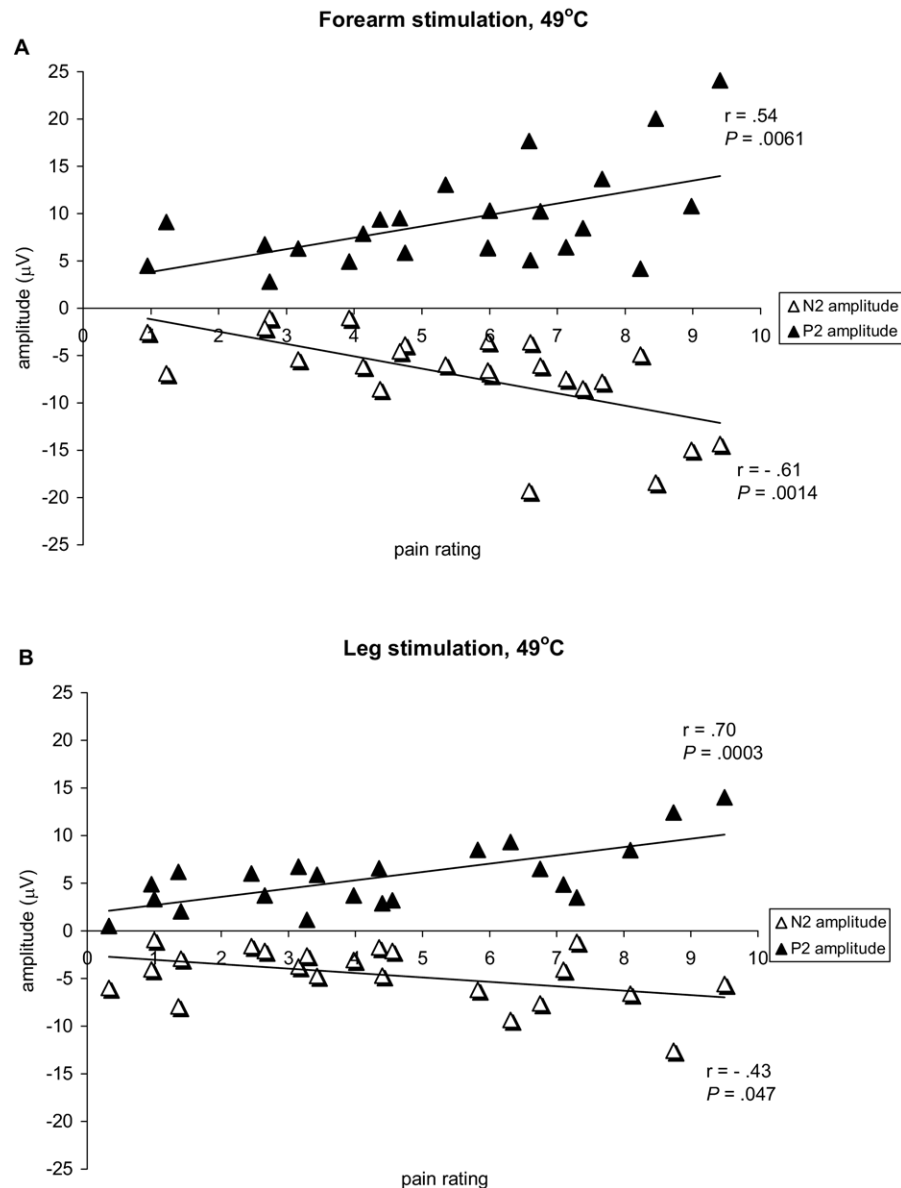 Forearm stimulation, 49°C
A
25
20
15
10
5
0
-5
-10
-15
-20
-25
amplitude (μV)
0 1 2 3 4 5 6 7 8 9 10
r = .54
P = .0061
N2 amplitude
P2 amplitude
r = - .61
P = .0014
pain rating
Leg stimulation, 49°C
B
25
20
15
10
5
0
-5
-10
-15
-20
-25
amplitude (μV)
0 1 2 3 4 5 6 7 8 9 10
r = .70
P = .0003
N2 amplitude
P2 amplitude
r = - .43
P = .047
pain rating